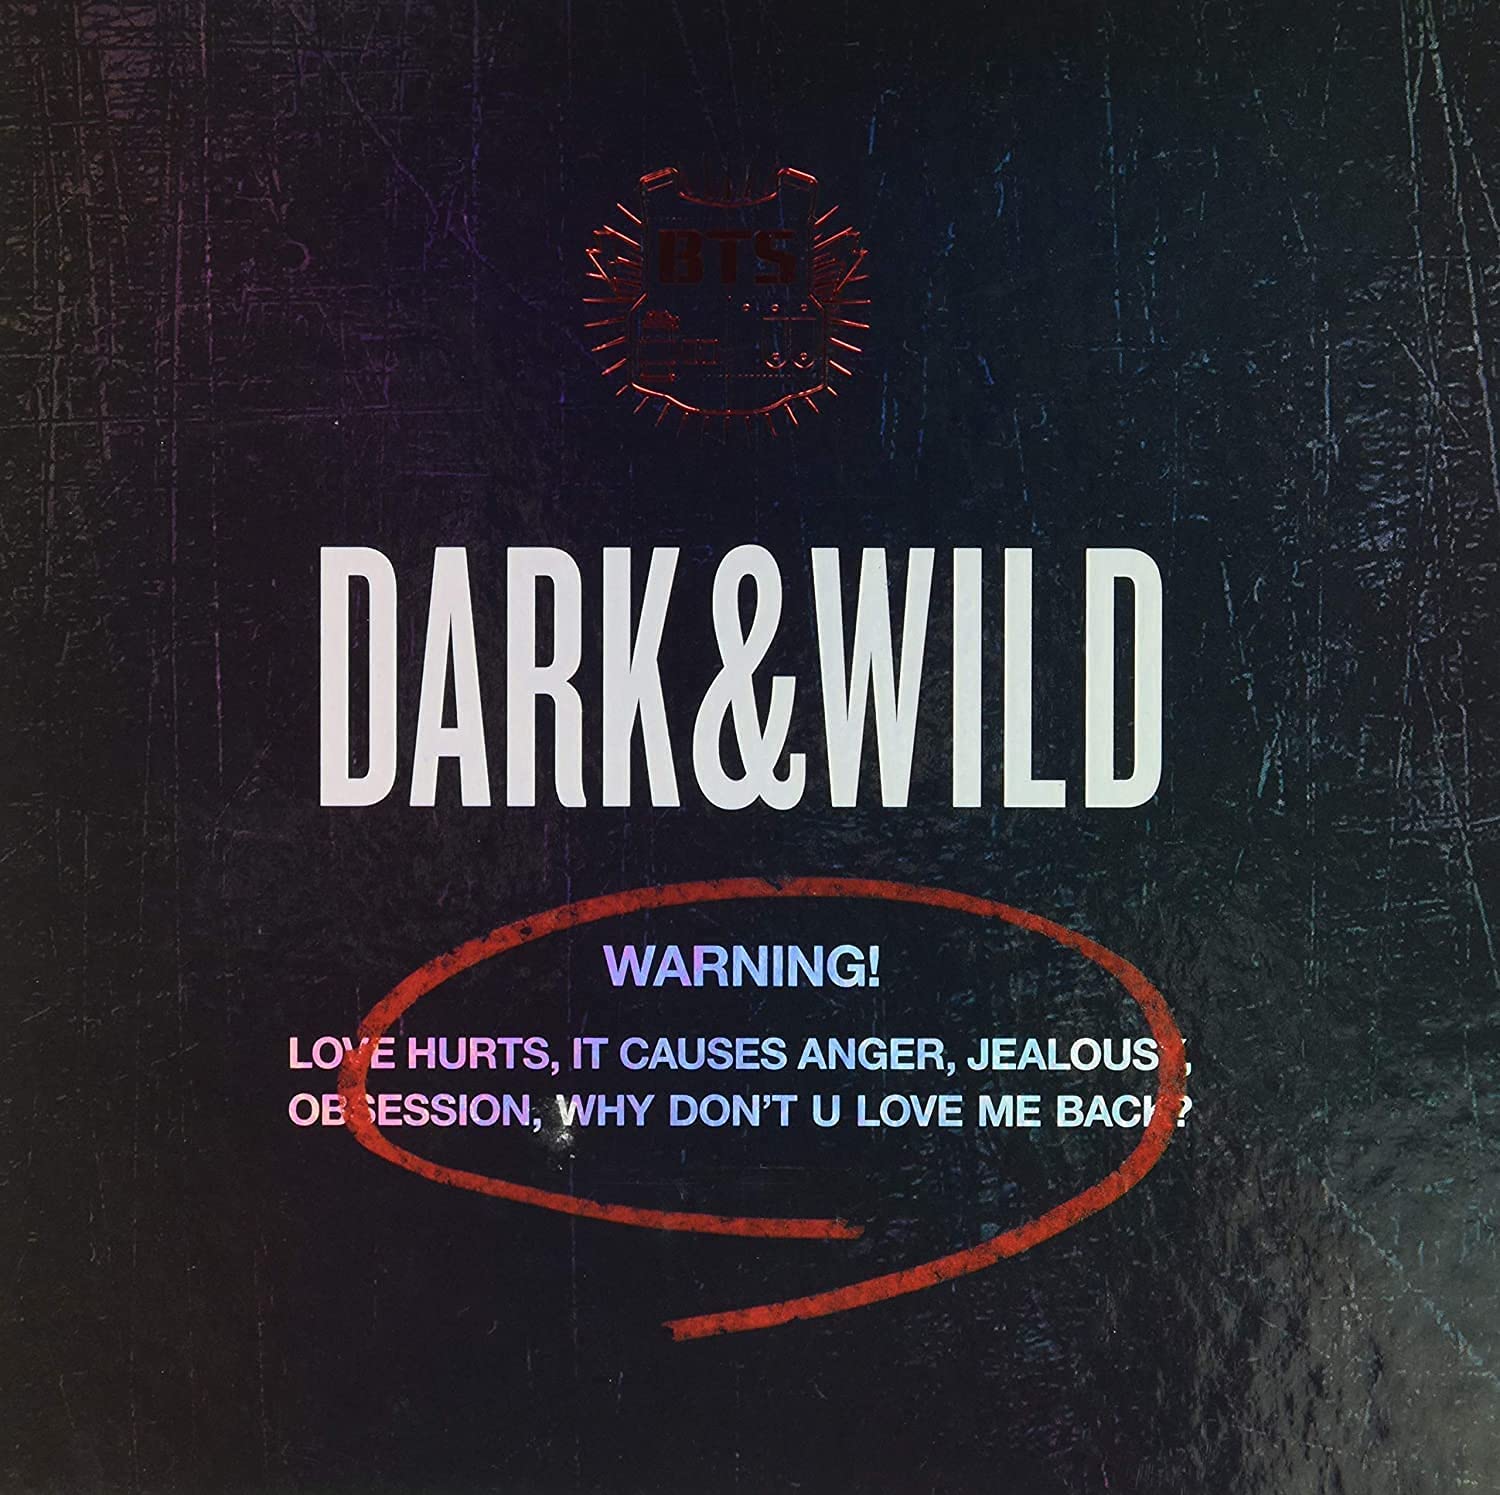 BTS
DARK&WILD
WARNING!
LOVE HURTS, IT CAUSES ANGER, JEALOUSY,
OBSESSION, WHY DON'T U LOVE ME BACK?